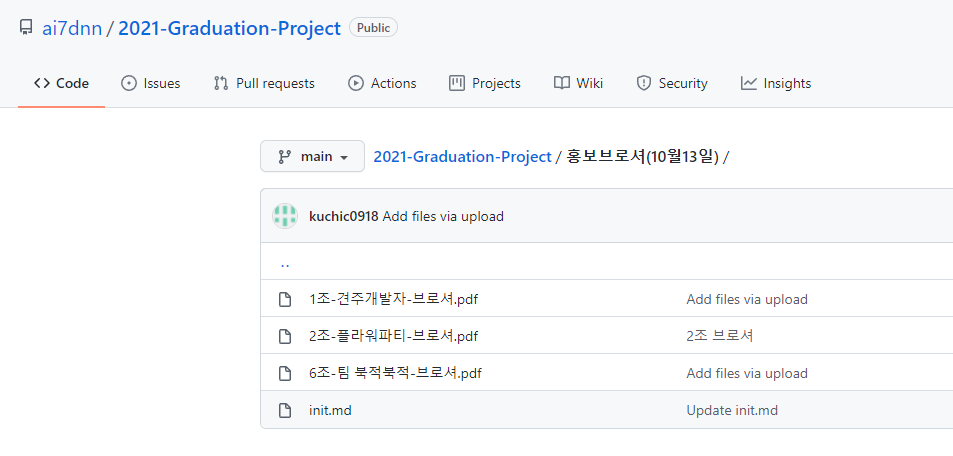 ai7dnn / 2021-Graduation-Project Public
Code Issues Pull requests Actions Projects Wiki Security Insights
main 2021-Graduation-Project / 홍보브로셔(10월13일) /
kuchic0918 Add files via upload
..
1조-견주개발자-브로셔.pdf Add files via upload
2조-플라워파티-브로셔.pdf 2조 브로셔
6조-팀 북적북적-브로셔.pdf Add files via upload
init.md Update init.md